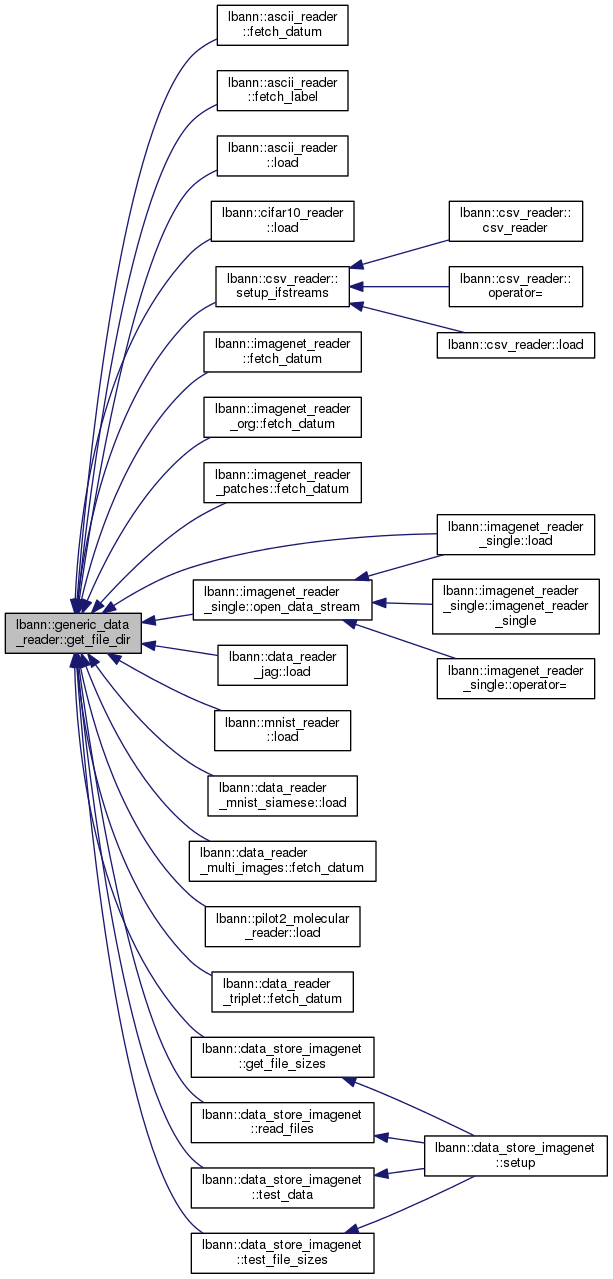 lbann::ascii_reader
::fetch_datum
lbann::ascii_reader
::fetch_label
lbann::ascii_reader
::load
lbann::cifar10_reader
::load
lbann::csv_reader::
csv_reader
lbann::csv_reader::
setup_ifstreams
lbann::csv_reader::
operator=
lbann::csv_reader::load
lbann::imagenet_reader
::fetch_datum
lbann::imagenet_reader
_org::fetch_datum
lbann::imagenet_reader
_patches::fetch_datum
lbann::imagenet_reader
_single::load
lbann::imagenet_reader
_single::open_data_stream
lbann::imagenet_reader
_single::imagenet_reader
_single
lbann::generic_data
_reader::get_file_dir
lbann::data_reader
_jag::load
lbann::imagenet_reader
_single::operator=
lbann::mnist_reader
::load
lbann::data_reader
_mnist_siamese::load
lbann::data_reader
_multi_images::fetch_datum
lbann::pilot2_molecular
_reader::load
lbann::data_reader
_triplet::fetch_datum
lbann::data_store_imagenet
::get_file_sizes
lbann::data_store_imagenet
::read_files
lbann::data_store_imagenet
::setup
lbann::data_store_imagenet
::test_data
lbann::data_store_imagenet
::test_file_sizes